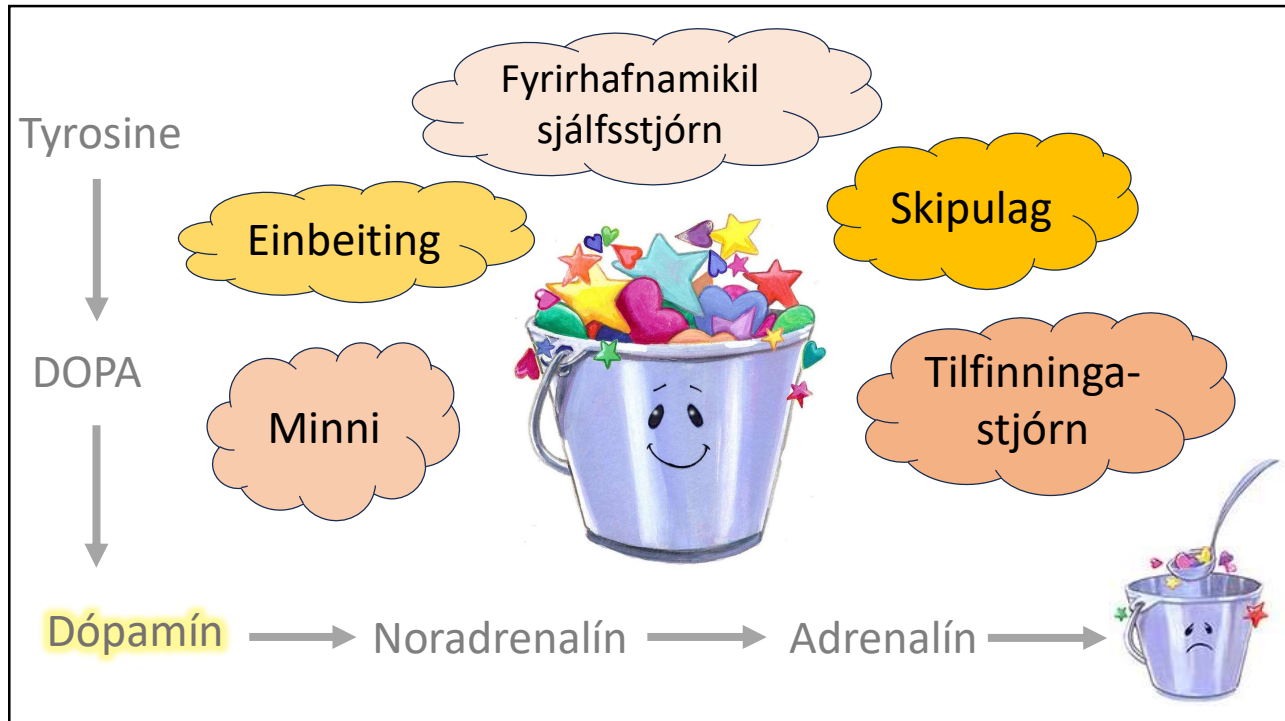 Fyrirhafnamikil
sjálfsstjórn
Tyrosine
Skipulag
Einbeiting
DOPA
Tilfinninga-
stjórn
Minni
Dópamín
Noradrenalín
Adrenalín